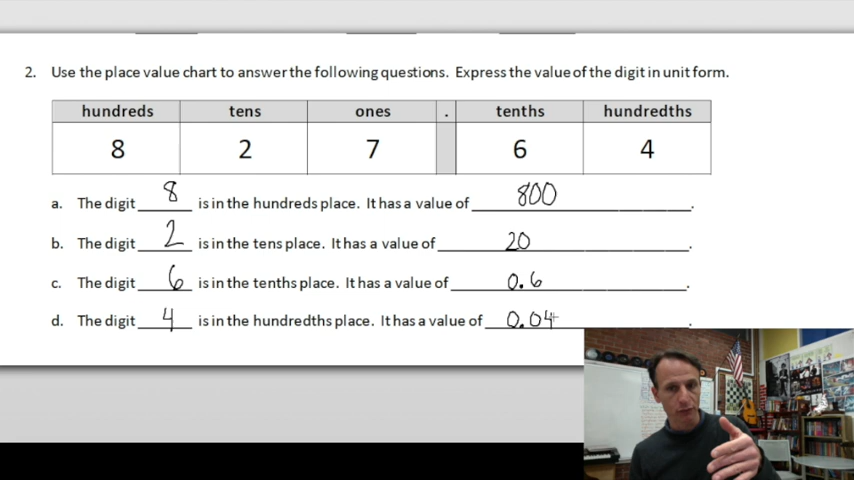 2. Use the place value chart to answer the following questions. Express the value of the digit in unit form.
hundreds tens ones . tenths hundredths
8 2 7 6 4
a. The digit 8 is in the hundreds place. It has a value of 800.
b. The digit 2 is in the tens place. It has a value of 20.
c. The digit 6 is in the tenths place. It has a value of 0.6.
d. The digit 4 is in the hundredths place. It has a value of 0.04.